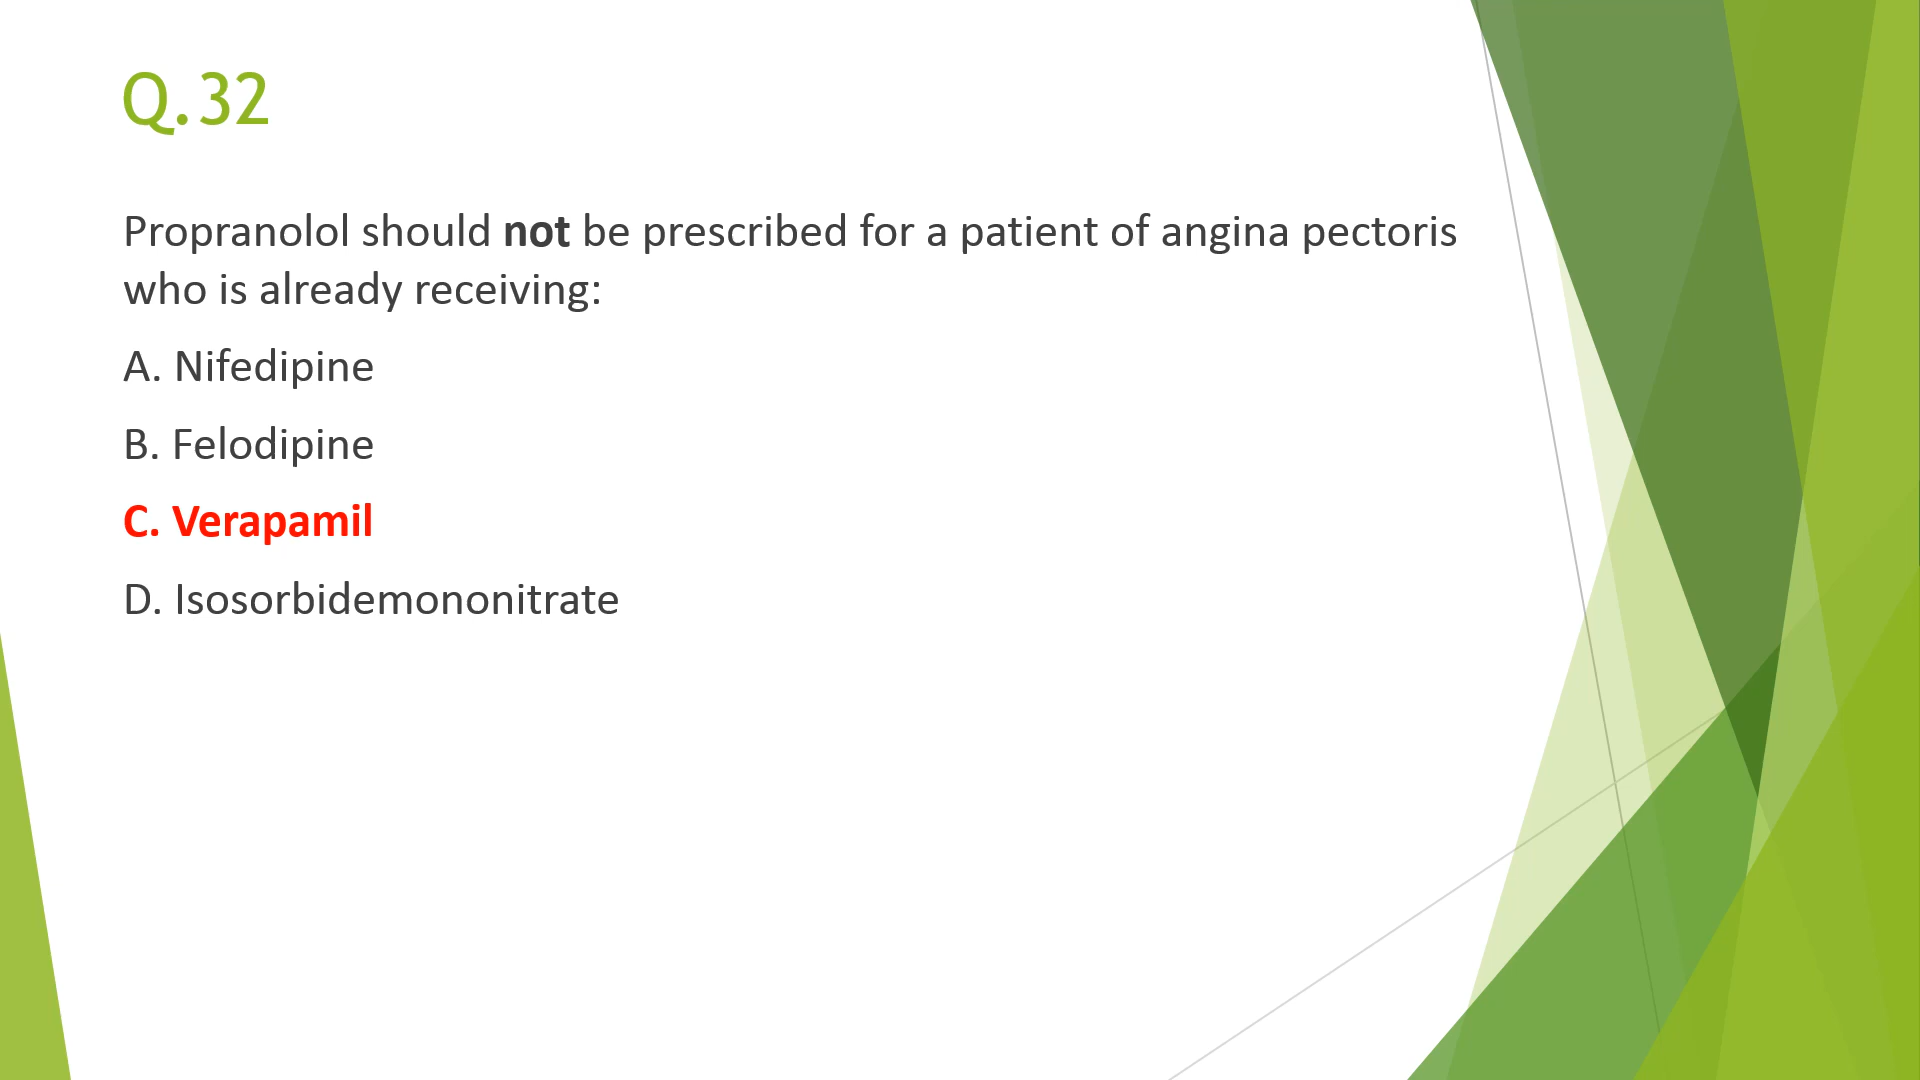 Q.32
Propranolol should not be prescribed for a patient of angina pectoris
who is already receiving:
A. Nifedipine
B. Felodipine
C. Verapamil
D. Isosorbidemononitrate